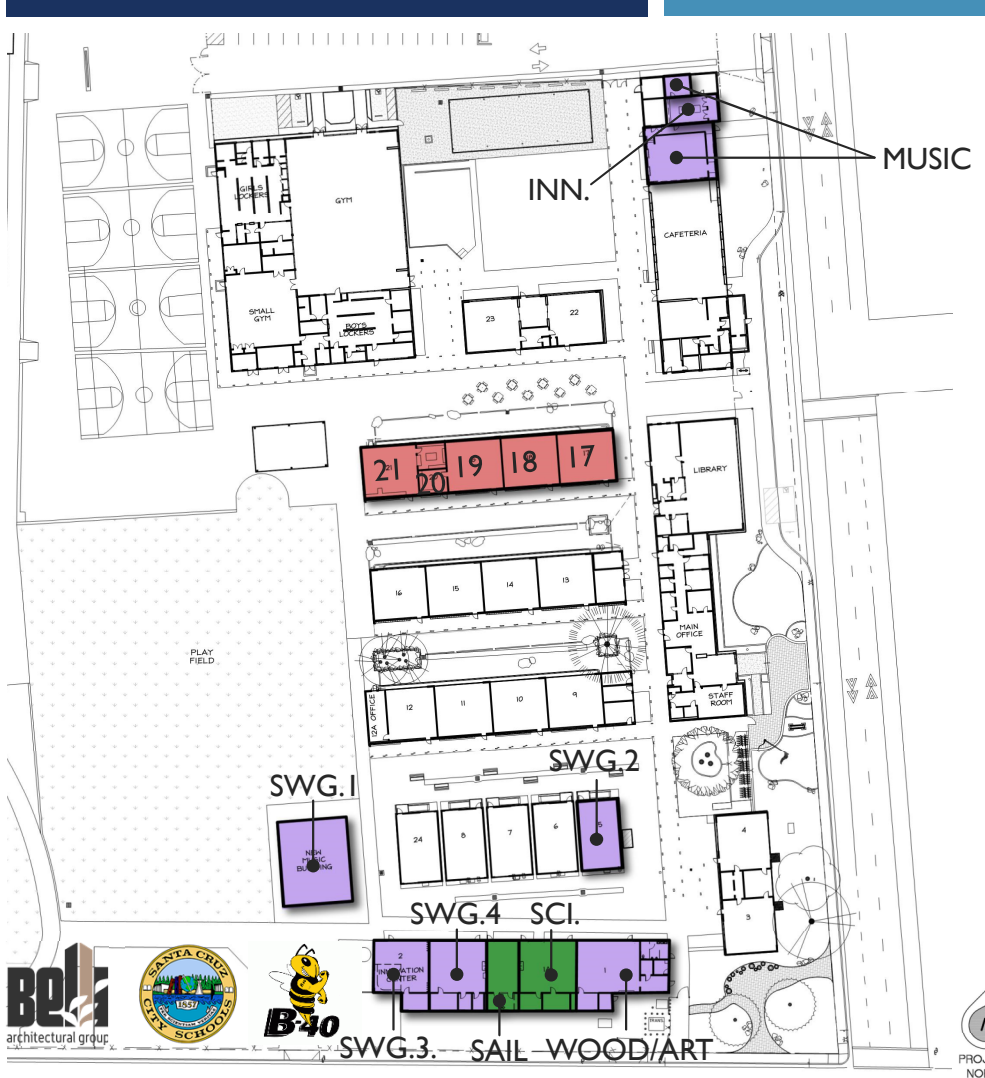 MUSIC
INN.
GIRLS
LOCKERS
GYM
CAFETERIA
SMALL
GYM
BOYS
LOCKERS
23
22
21
20
19
18
17
LIBRARY
16
15
14
13
MAIN
OFFICE
PLAY
FIELD
STAFF
ROOM
12A OFFICE
12
11
10
9
SWG.1
SWG.2
NEW
MUSIC
BUILDING
24
8
7
6
5
4
3
SWG.4
SCI.
2
INNOVATION
CENTER
1
SWG.3.
SAIL
WOOD/ART
architectural group
SANTA CRUZ
1857
CITY SCHOOLS
B-40